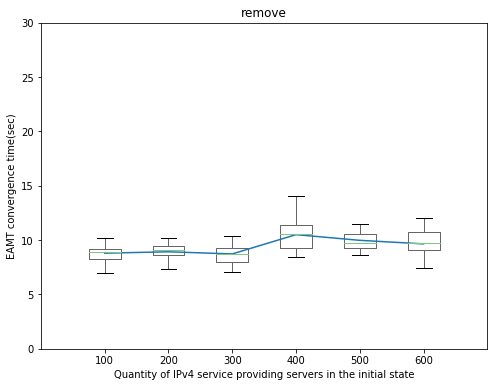 remove
EAMT convergence time(sec)
30
25
20
15
10
5
0
100 200 300 400 500 600
Quantity of IPv4 service providing servers in the initial state